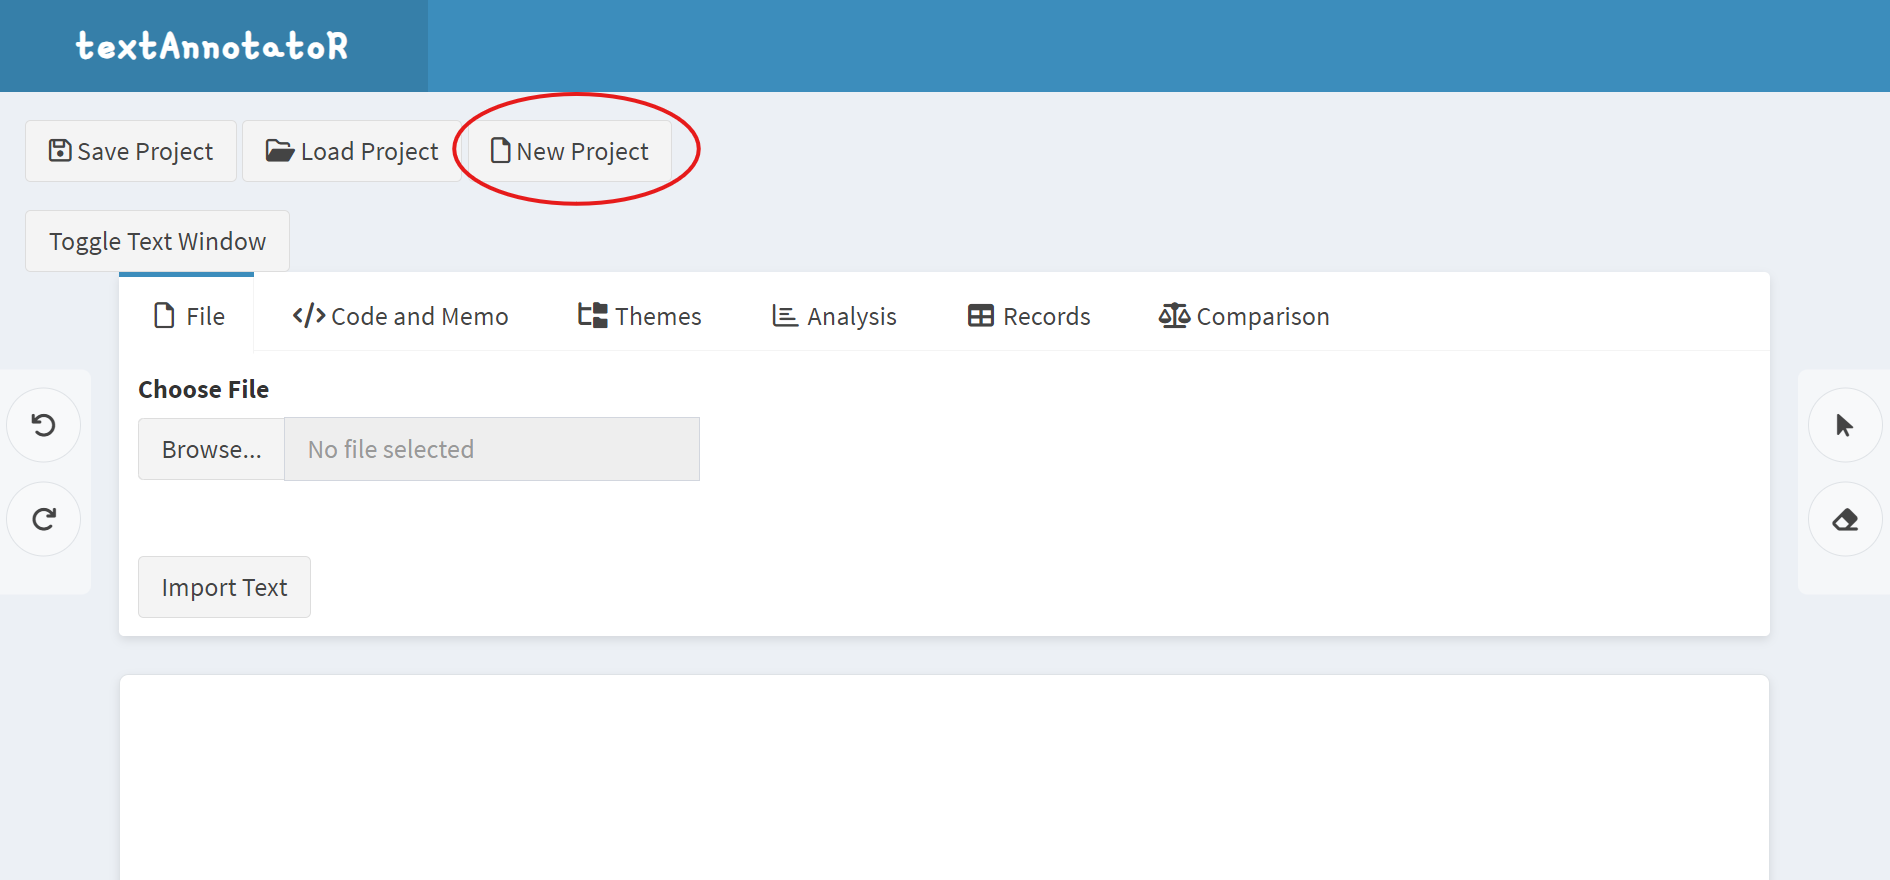 textAnnotatoR
Save Project Load Project New Project
Toggle Text Window
File Code and Memo Themes Analysis Records Comparison
Choose File
Browse... No file selected
Import Text